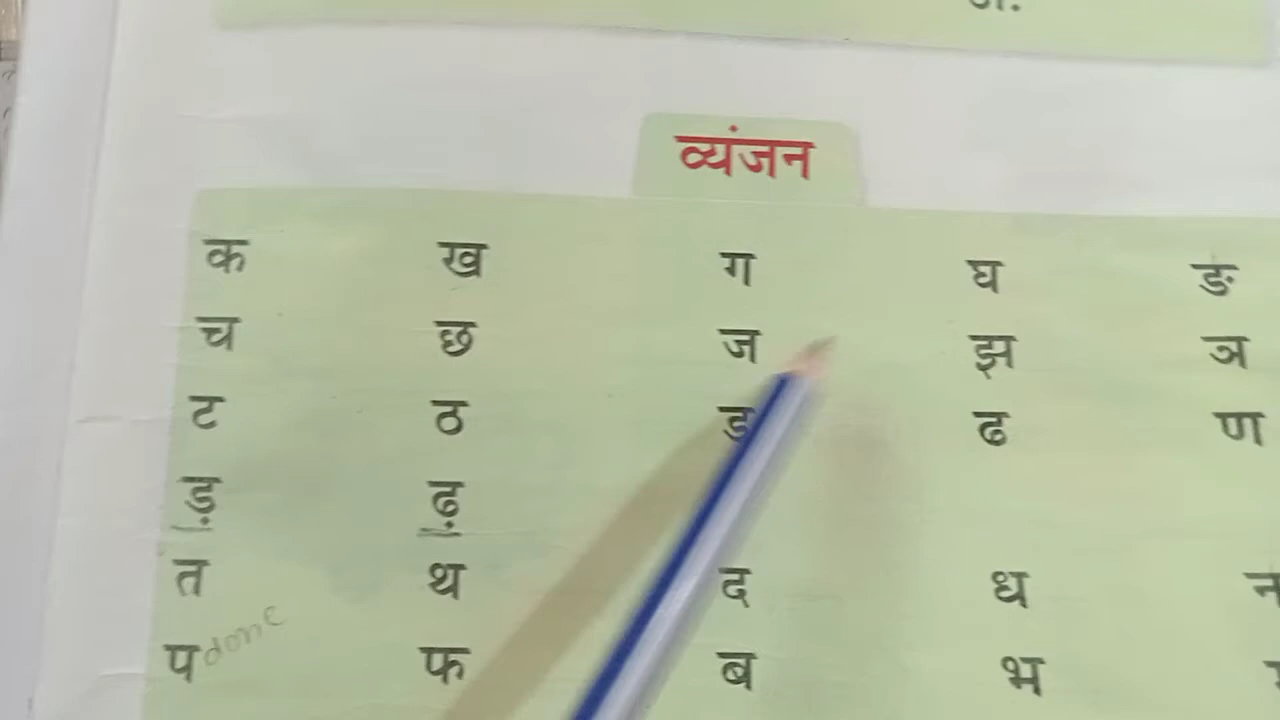 व्यंजन
क ख ग घ ङ
च छ ज झ ञ
ट ठ ड ढ ण
ड़ ढ़
त थ द ध न
प done फ ब भ